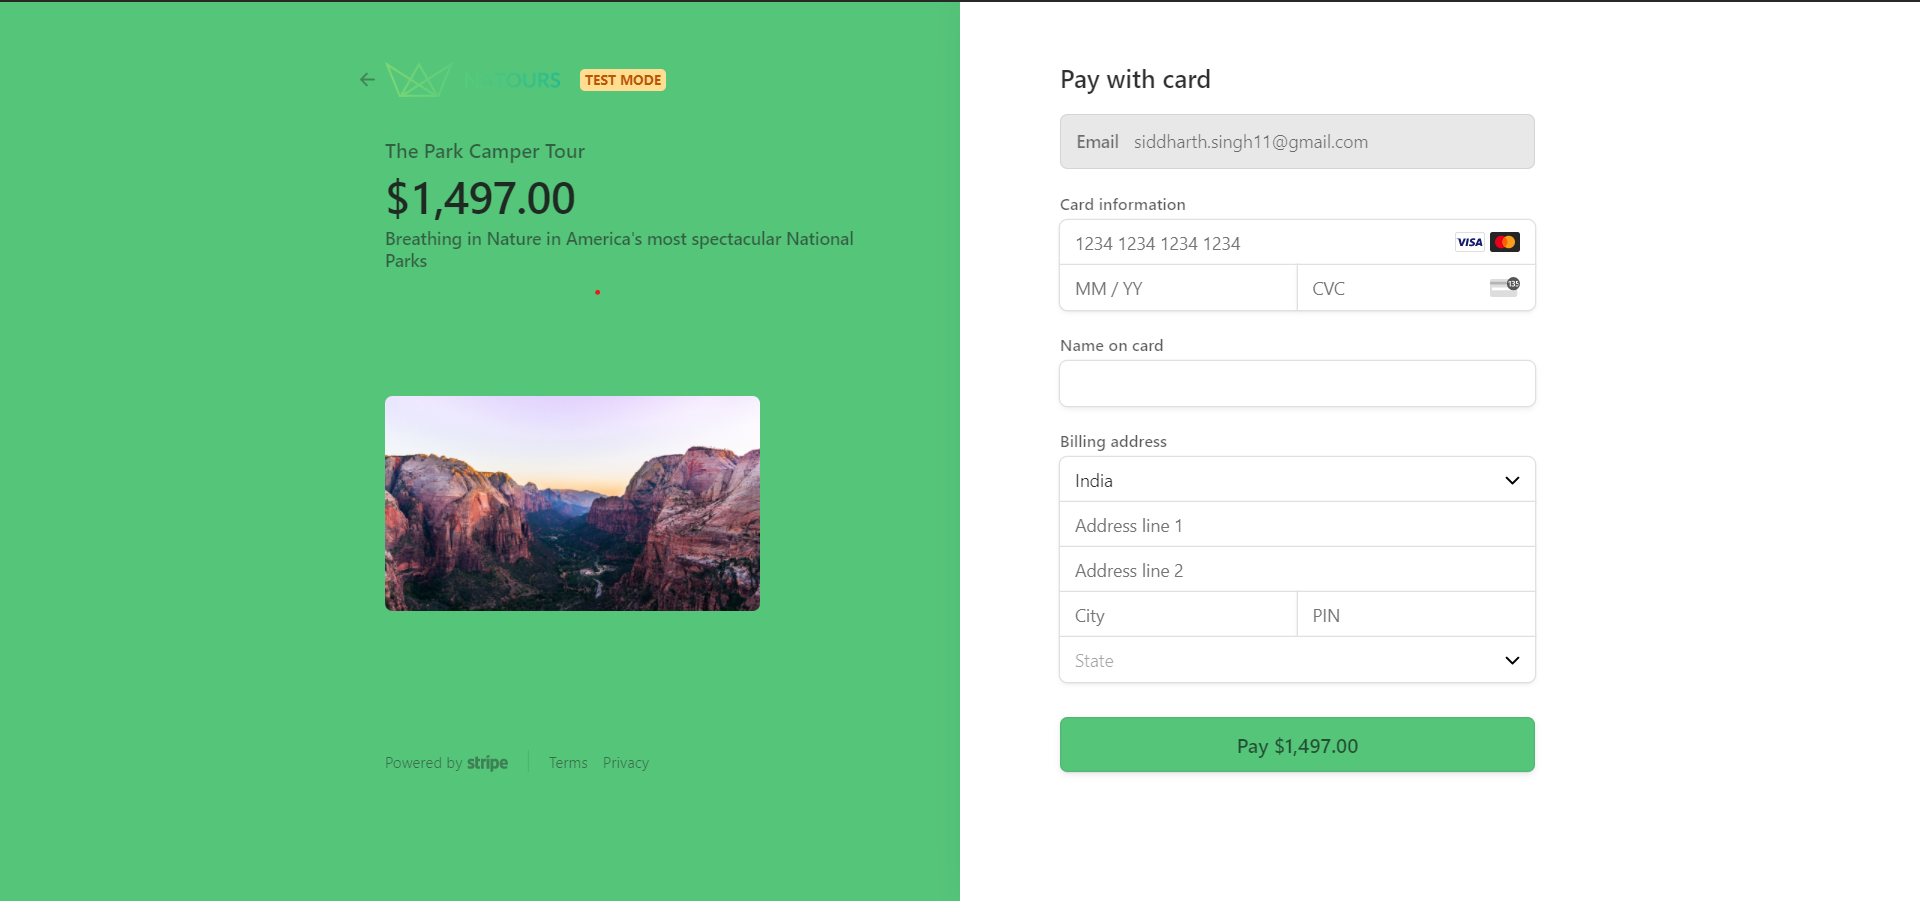 TOURS TEST MODE
The Park Camper Tour
$1,497.00
Breathing in Nature in America's most spectacular National
Parks
Powered by stripe Terms Privacy
Pay with card
Email siddharth.singh11@gmail.com
Card information
1234 1234 1234 1234 VISA
MM / YY CVC 135
Name on card
Billing address
India
Address line 1
Address line 2
City PIN
State
Pay $1,497.00